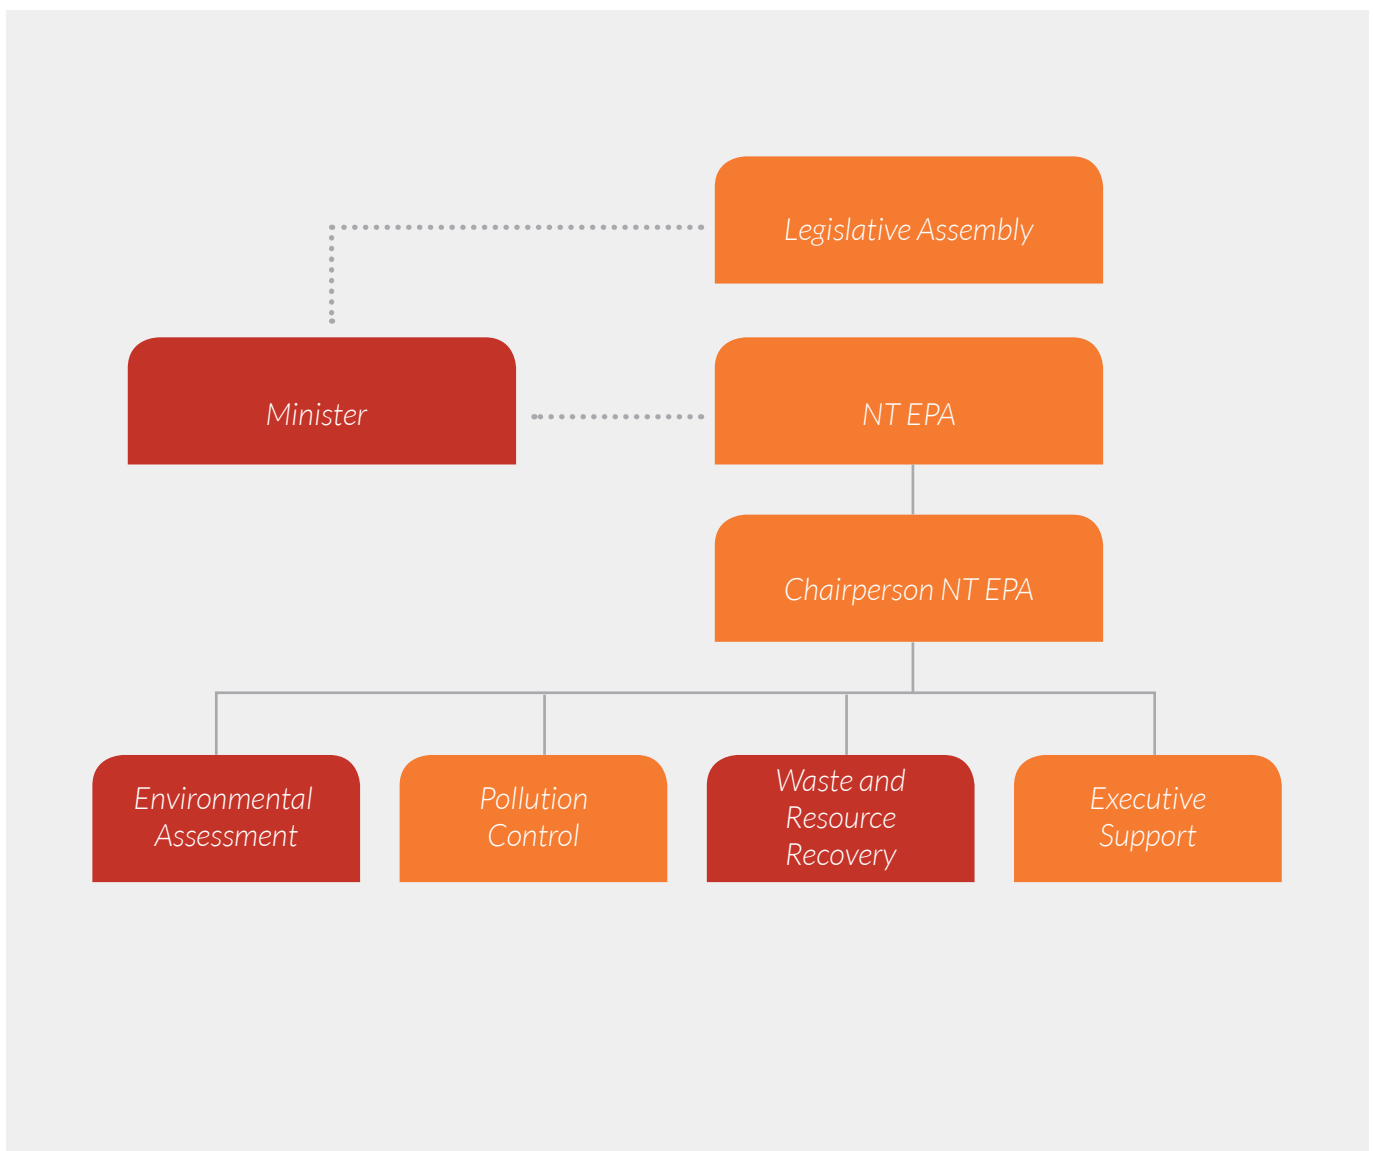 Legislative Assembly
Minister
NT EPA
Chairperson NT EPA
Environmental
Assessment
Pollution
Control
Waste and
Resource
Recovery
Executive
Support